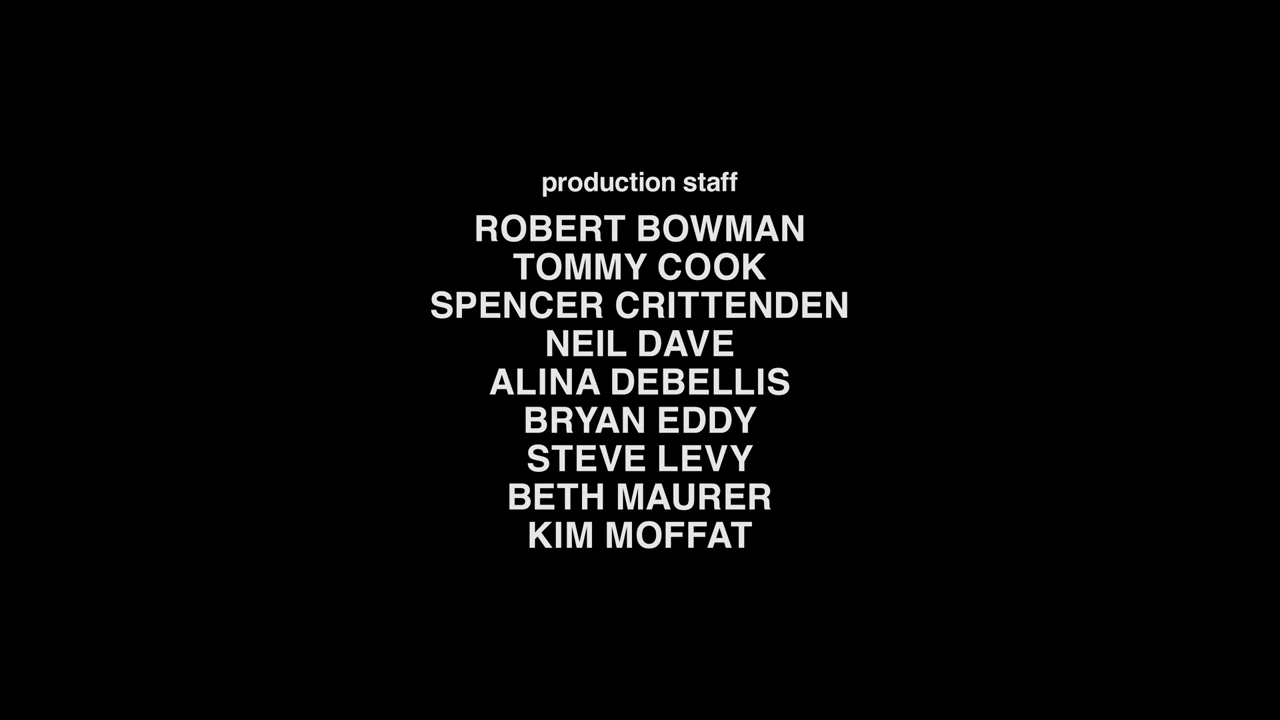 production staff
ROBERT BOWMAN
TOMMY COOK
SPENCER CRITTENDEN
NEIL DAVE
ALINA DEBELLIS
BRYAN EDDY
STEVE LEVY
BETH MAURER
KIM MOFFAT